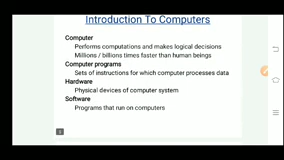 Introduction To Computers
Computer
Performs computations and makes logical decisions
Millions / billions times faster than human beings
Computer programs
Sets of instructions for which computer processes data
Hardware
Physical devices of computer system
Software
Programs that run on computers